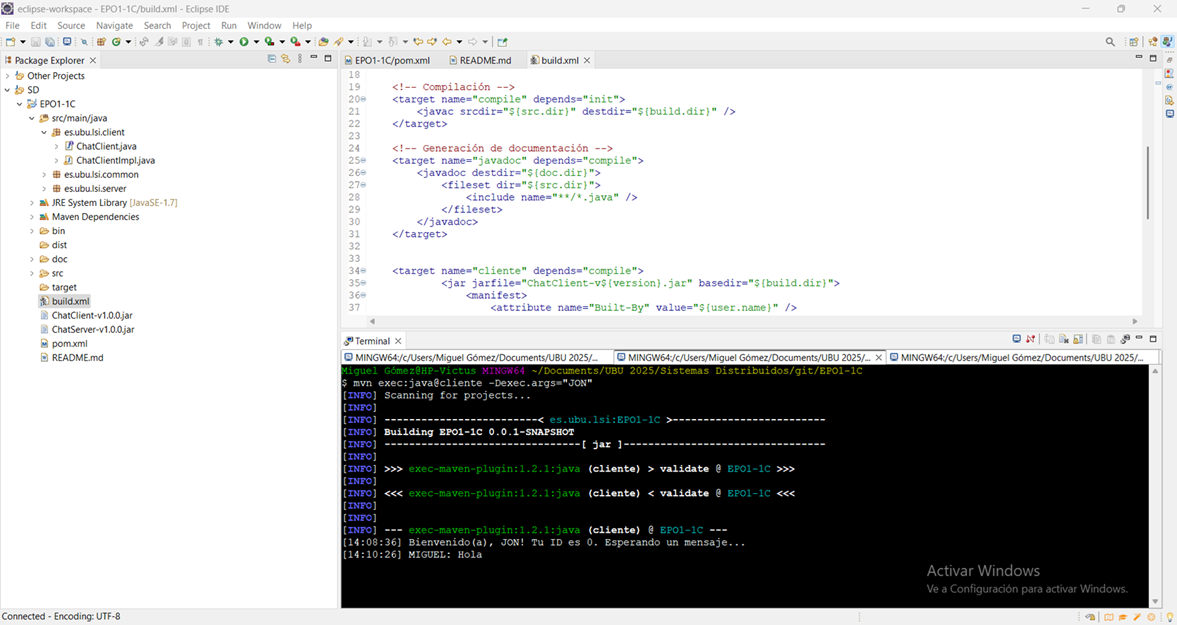 eclipse-workspace - EPO1-1C/build.xml - Eclipse IDE
File Edit Source Navigate Search Project Run Window Help
Package Explorer
Other Projects
SD
EPO1-1C
src/main/java
es.ubu.lsi.client
ChatClient.java
ChatClientImpl.java
es.ubu.lsi.common
es.ubu.lsi.server
JRE System Library [JavaSE-1.7]
Maven Dependencies
bin
dist
doc
src
target
build.xml
ChatClient-v1.0.0.jar
ChatServer-v1.0.0.jar
pom.xml
README.md
EPO1-1C/pom.xml README.md build.xml
18
19 <!-- Compilación -->
20 <target name="compile" depends="init">
21 <javac srcdir="${src.dir}" destdir="${build.dir}" />
22 </target>
23
24 <!-- Generación de documentación -->
25 <target name="javadoc" depends="compile">
26 <javadoc destdir="${doc.dir}">
27 <fileset dir="${src.dir}">
28 <include name="**/*.java" />
29 </fileset>
30 </javadoc>
31 </target>
32
33
34 <target name="cliente" depends="compile">
35 <jar jarfile="ChatClient-v${version}.jar" basedir="${build.dir}">
36 <manifest>
37 <attribute name="Built-By" value="${user.name}" />
Terminal
MINGW64:/c/Users/Miguel Gómez/Documents/UBU 2025/... MINGW64:/c/Users/Miguel Gómez/Documents/UBU 2025/... MINGW64:/c/Users/Miguel Gómez/Documents/UBU 2025/...
Miguel Gómez@HP-Victus MINGW64 ~/Documents/UBU 2025/Sistemas Distribuidos/git/EPO1-1C
$ mvn exec:java@cliente -Dexec.args="JON"
[INFO] Scanning for projects...
[INFO]
[INFO] -------------------------< es.ubu.lsi:EPO1-1C >-------------------------
[INFO] Building EPO1-1C 0.0.1-SNAPSHOT
[INFO] --------------------------------[ jar ]---------------------------------
[INFO]
[INFO] >>> exec-maven-plugin:1.2.1:java (cliente) > validate @ EPO1-1C >>>
[INFO]
[INFO] <<< exec-maven-plugin:1.2.1:java (cliente) < validate @ EPO1-1C <<<
[INFO]
[INFO]
[INFO] --- exec-maven-plugin:1.2.1:java (cliente) @ EPO1-1C ---
[14:08:36] Bienvenido(a), JON! Tu ID es 0. Esperando un mensaje...
[14:10:26] MIGUEL: Hola
Activar Windows
Ve a Configuración para activar Windows.
Connected - Encoding: UTF-8